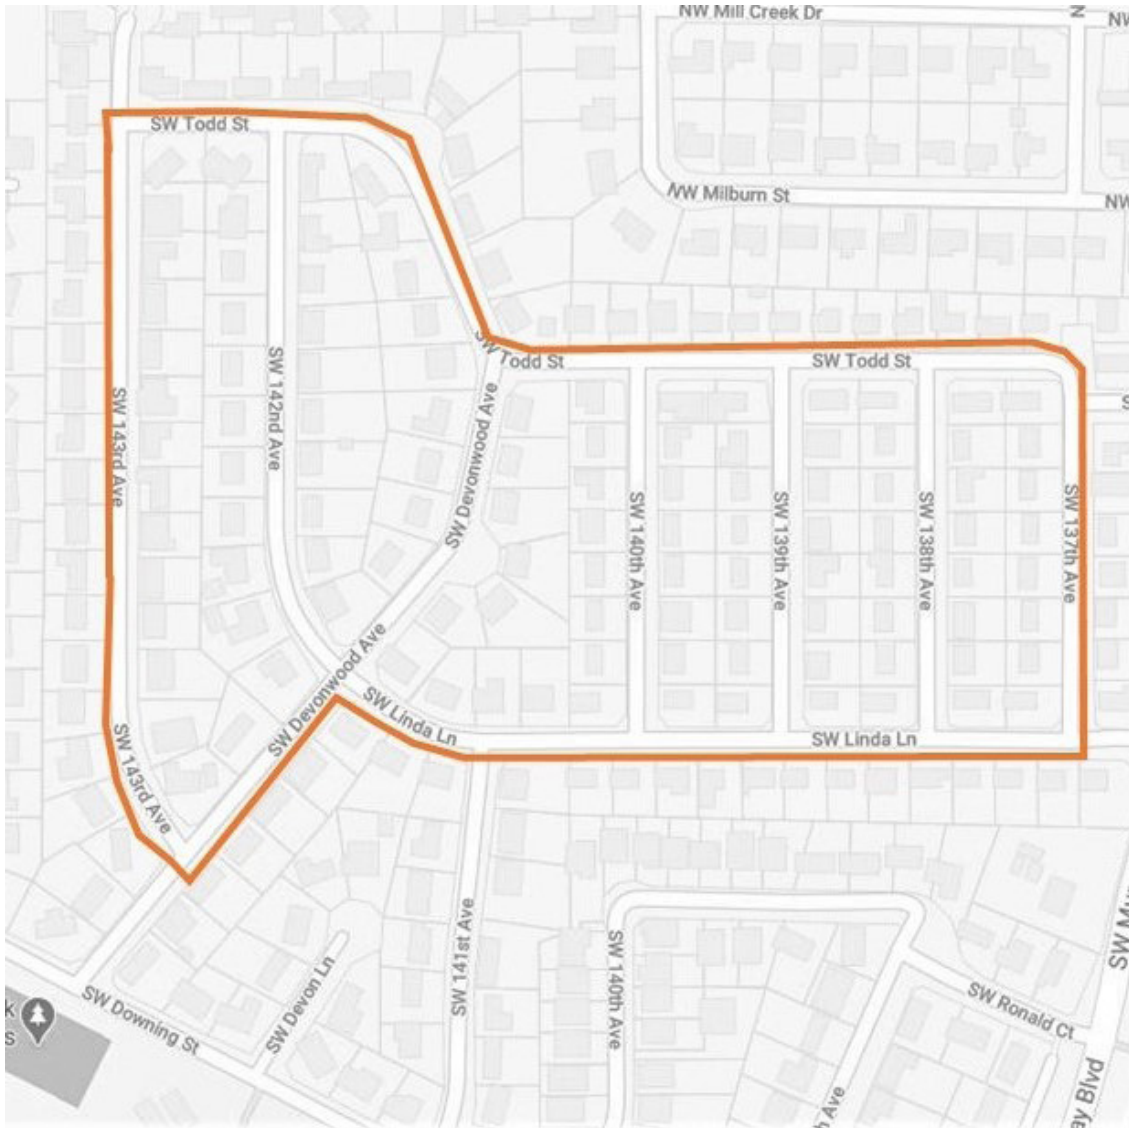 NW Mill Creek Dr
N
NW
SW Todd St
NW Milburn St
NW
SW Todd St
SW Todd St
S
SW 143rd Ave
SW 142nd Ave
SW Devonwood Ave
SW 140th Ave
SW 139th Ave
SW 138th Ave
SW 137th Ave
SW Devonwood Ave
SW Linda Ln
SW Linda Ln
SW 143rd Ave
SW 141st Ave
SW 140th Ave
SW Devon Ln
SW Downing St
SW Ronald Ct
SW Mu
k
s
h Ave
ay Blvd